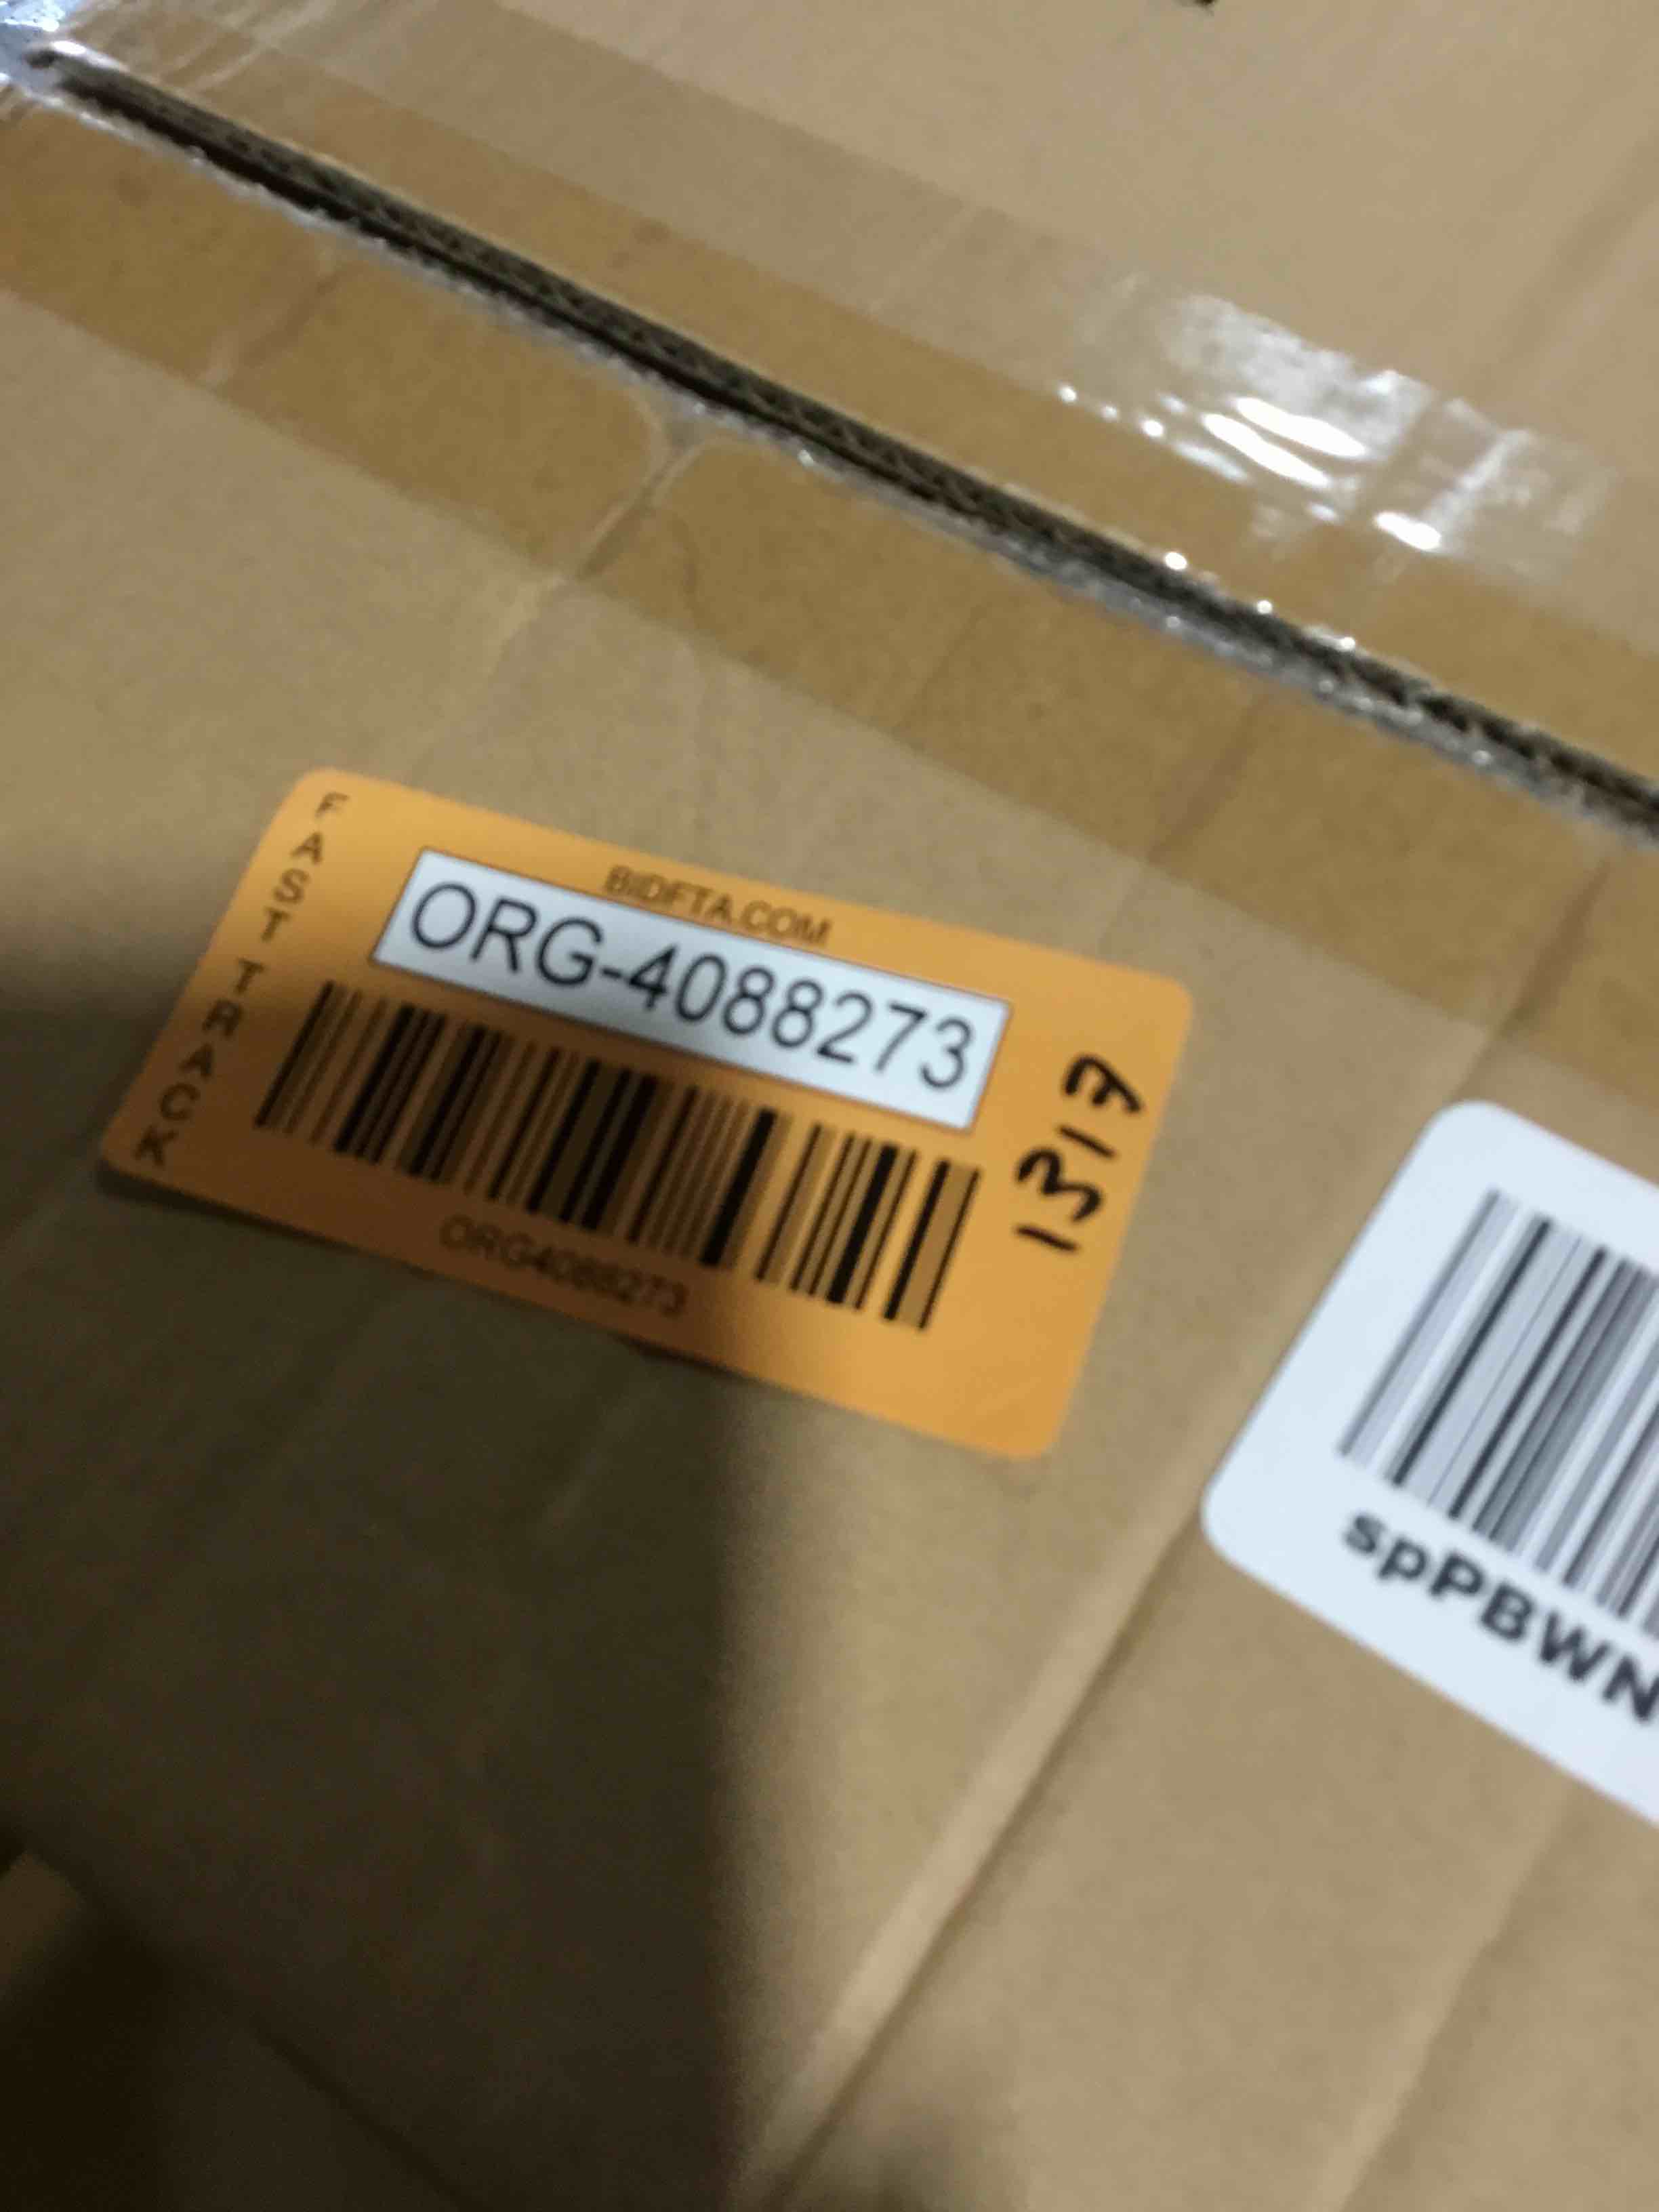 FAST TRACK
BIDFTA.COM
ORG-4088273
ORG4088273
1317
spPBWN